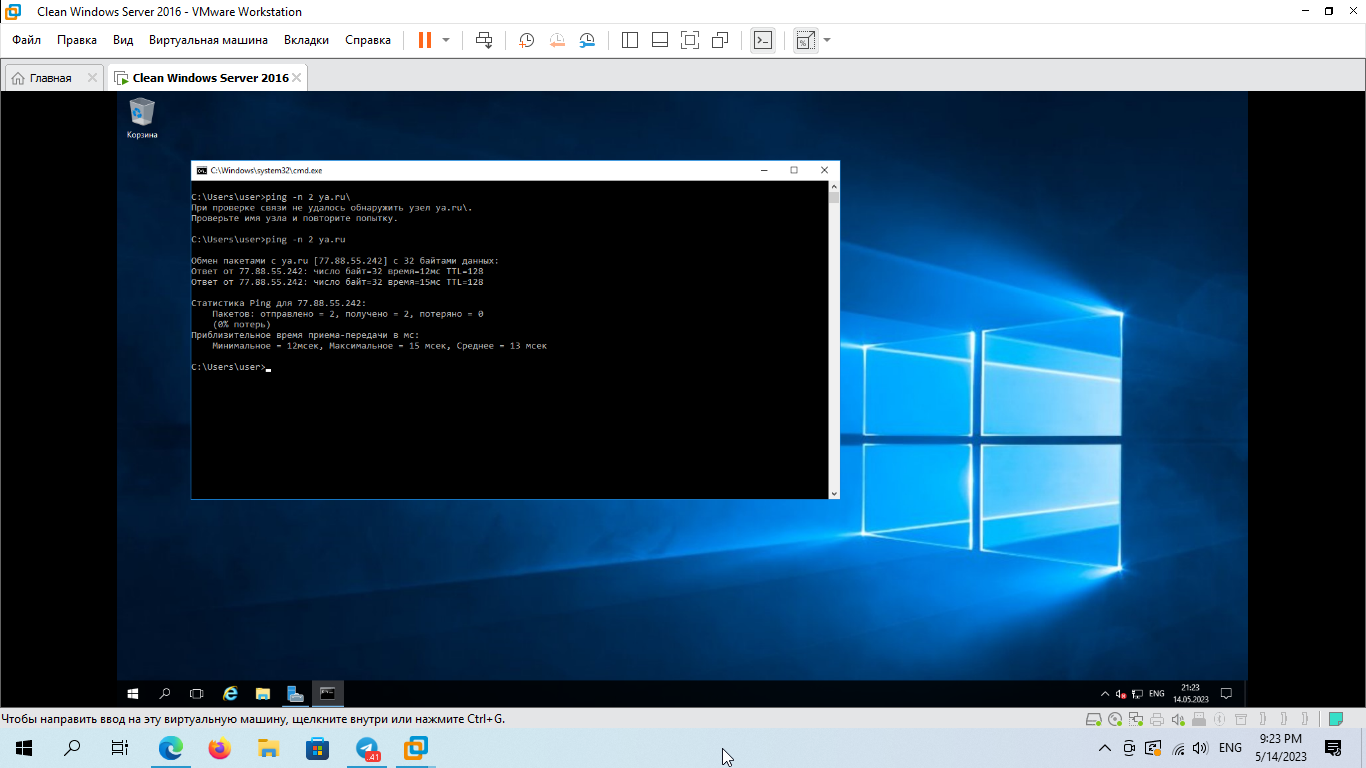 Clean Windows Server 2016 - VMware Workstation
Файл Правка Вид Виртуальная машина Вкладки Справка
Главная
Clean Windows Server 2016
Корзина
C:\Windows\system32\cmd.exe
C:\Users\user>ping -n 2 ya.ru\
При проверке связи не удалось обнаружить узел ya.ru\.
Проверьте имя узла и повторите попытку.
C:\Users\user>ping -n 2 ya.ru
Обмен пакетами с ya.ru [77.88.55.242] с 32 байтами данных:
Ответ от 77.88.55.242: число байт=32 время=12мс TTL=128
Ответ от 77.88.55.242: число байт=32 время=15мс TTL=128
Статистика Ping для 77.88.55.242:
Пакетов: отправлено = 2, получено = 2, потеряно = 0
(0% потерь)
Приблизительное время приема-передачи в мс:
Минимальное = 12мсек, Максимальное = 15 мсек, Среднее = 13 мсек
C:\Users\user>
ENG
21:23
14.05.2023
Чтобы направить ввод на эту виртуальную машину, щелкните внутри или нажмите Ctrl+G.
.41
ENG
9:23 PM
5/14/2023